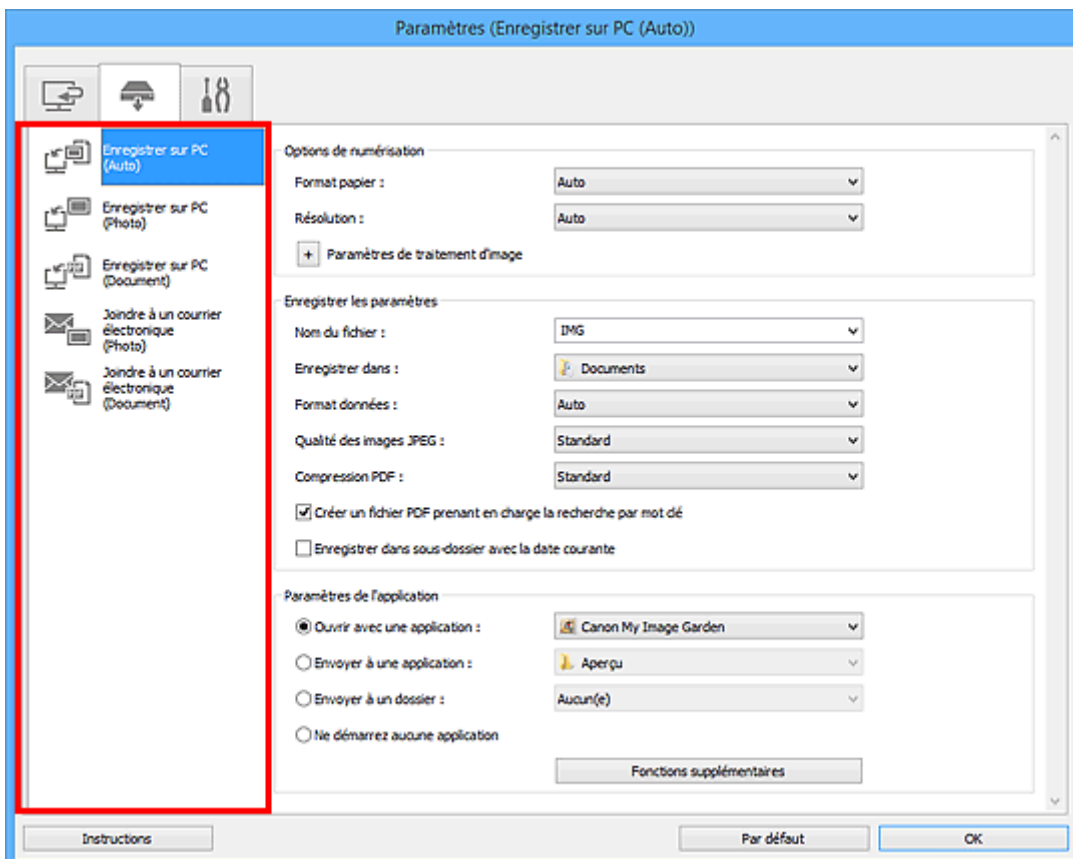 Paramètres (Enregistrer sur PC (Auto))
Enregistrer sur PC
(Auto)
Enregistrer sur PC
(Photo)
Enregistrer sur PC
(Document)
Joindre à un courrier
électronique
(Photo)
Joindre à un courrier
électronique
(Document)
Options de numérisation
Format papier : Auto
Résolution : Auto
+ Paramètres de traitement d'image
Enregistrer les paramètres
Nom du fichier : IMG
Enregistrer dans : Documents
Format données : Auto
Qualité des images JPEG : Standard
Compression PDF : Standard
Créer un fichier PDF prenant en charge la recherche par mot clé
Enregistrer dans sous-dossier avec la date courante
Paramètres de l'application
Ouvrir avec une application : Canon My Image Garden
Envoyer à une application : Aperçu
Envoyer à un dossier : Aucun(e)
Ne démarrez aucune application
Fonctions supplémentaires
Instructions Par défaut OK